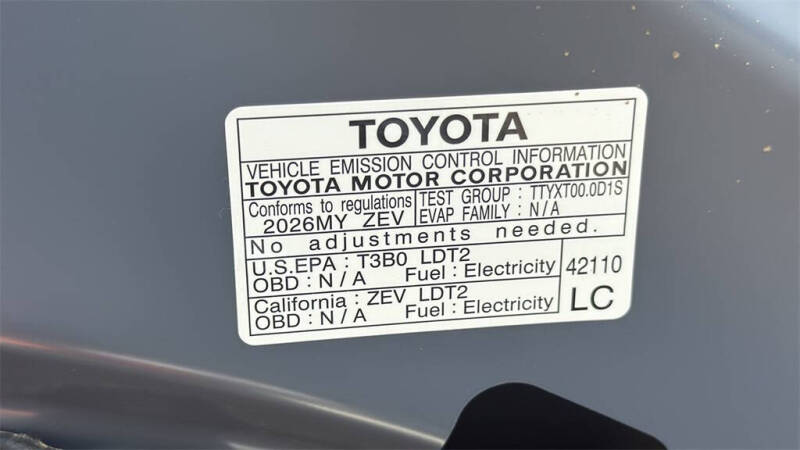 TOYOTA
VEHICLE EMISSION CONTROL INFORMATION
TOYOTA MOTOR CORPORATION
Conforms to regulations
2026MY ZEV
TEST GROUP : TTYXT00.0D1S
EVAP FAMILY : N/A
No adjustments needed.
U.S.EPA : T3B0 LDT2
OBD : N/A Fuel : Electricity
California : ZEV LDT2
OBD : N/A Fuel : Electricity
42110
LC